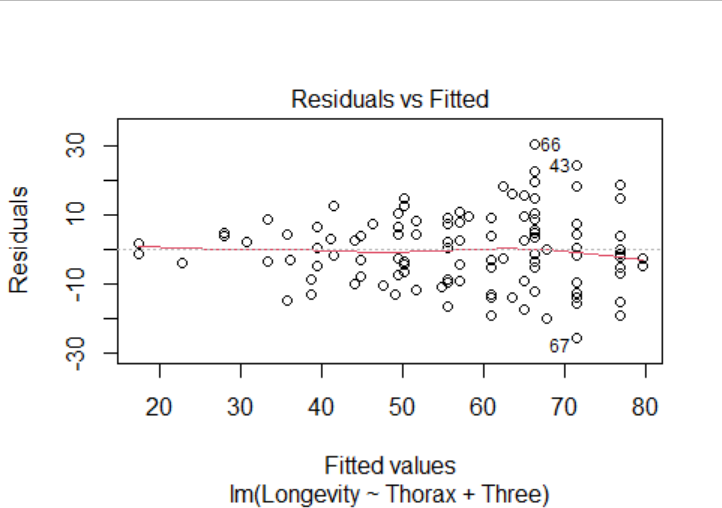 Residuals vs Fitted
30
10
-10
-30
Residuals
66
43
67
20 30 40 50 60 70 80
Fitted values
lm(Longevity ~ Thorax + Three)